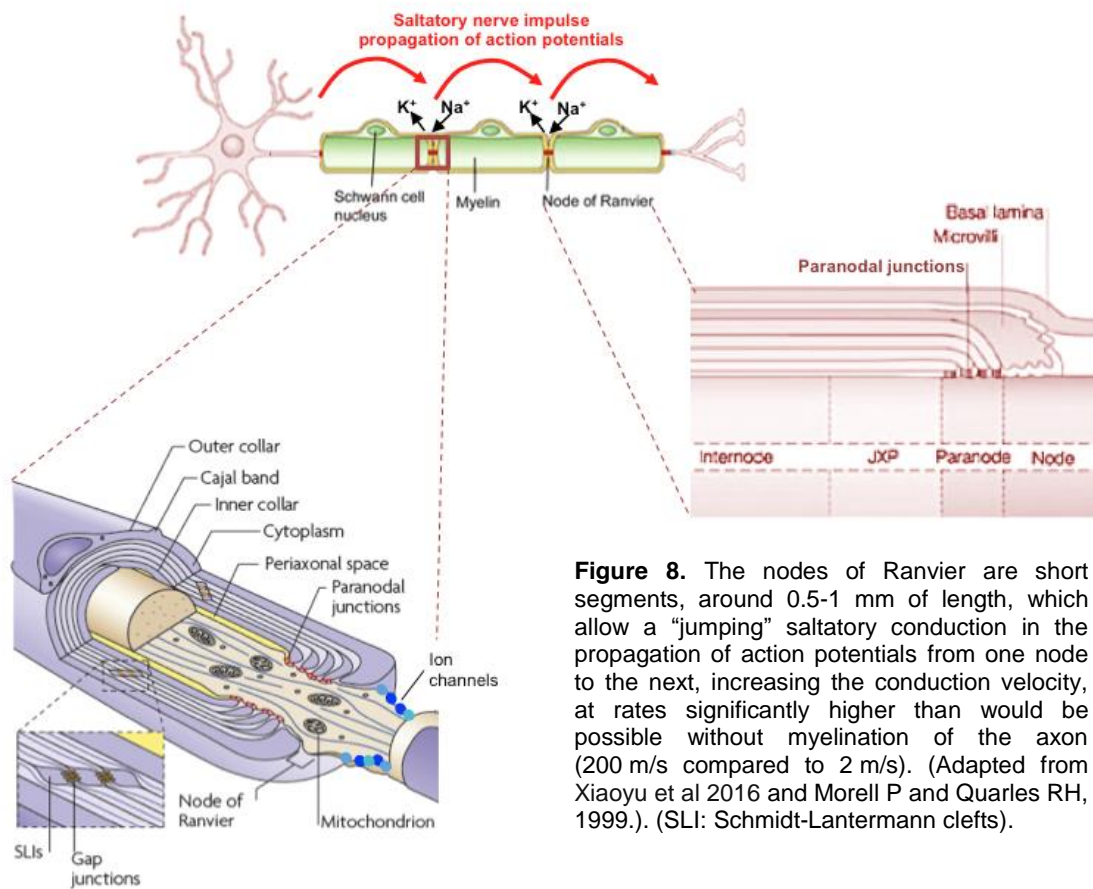 Saltatory nerve impulse
propagation of action potentials
K+
Na+
K+
Na+
Schwann cell
nucleus
Myelin
Node of Ranvier
Basal lamina
Microvilli
Paranodal junctions
Internode
JXP
Paranode
Node
Outer collar
Cajal band
Inner collar
Cytoplasm
Periaxonal space
Paranodal
junctions
Ion
channels
Node of
Ranvier
Mitochondrion
SLIs
Gap
junctions
Figure 8. The nodes of Ranvier are short
segments, around 0.5-1 mm of length, which
allow a “jumping” saltatory conduction in the
propagation of action potentials from one node
to the next, increasing the conduction velocity,
at rates significantly higher than would be
possible without myelination of the axon
(200 m/s compared to 2 m/s). (Adapted from
Xiaoyu et al 2016 and Morell P and Quarles RH,
1999.). (SLI: Schmidt-Lantermann clefts).